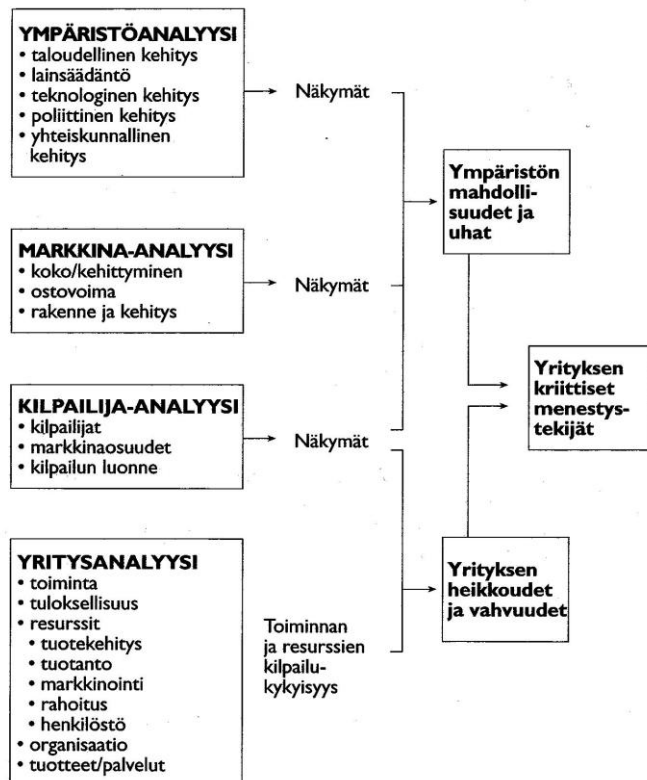 YMPÄRISTÖANALYYSI
• taloudellinen kehitys
• lainsäädäntö
• teknologinen kehitys
• poliittinen kehitys
• yhteiskunnallinen
kehitys
Näkymät
Ympäristön
mahdolli-
suudet ja
uhat
MARKKINA-ANALYYSI
• koko/kehittyminen
• ostovoima
• rakenne ja kehitys
Näkymät
Yrityksen
kriittiset
menestys-
tekijät
KILPAILIJA-ANALYYSI
• kilpailijat
• markkinaosuudet
• kilpailun luonne
Näkymät
YRITYSANALYYSI
• toiminta
• tuloksellisuus
• resurssit
• tuotekehitys
• tuotanto
• markkinointi
• rahoitus
• henkilöstö
• organisaatio
• tuotteet/palvelut
Toiminnan
ja resurssien
kilpailu-
kykyisyys
Yrityksen
heikkoudet
ja vahvuudet